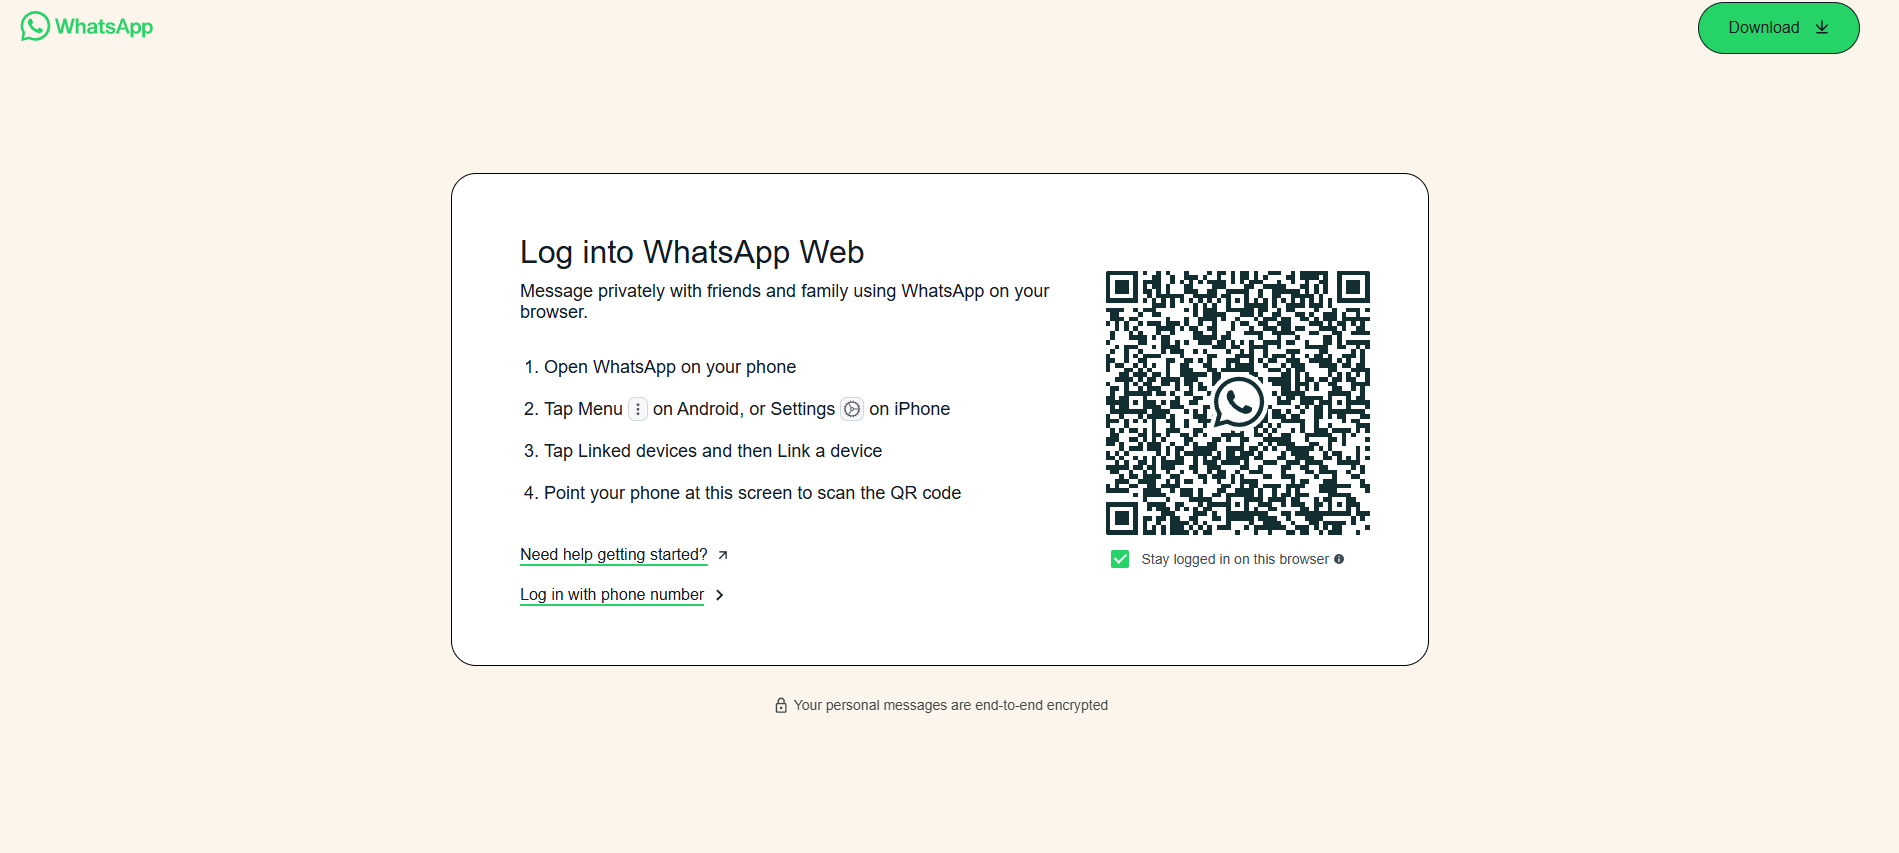 WhatsApp
Download
Log into WhatsApp Web
Message privately with friends and family using WhatsApp on your
browser.
1. Open WhatsApp on your phone
2. Tap Menu on Android, or Settings on iPhone
3. Tap Linked devices and then Link a device
4. Point your phone at this screen to scan the QR code
Need help getting started?
Log in with phone number
Stay logged in on this browser
Your personal messages are end-to-end encrypted